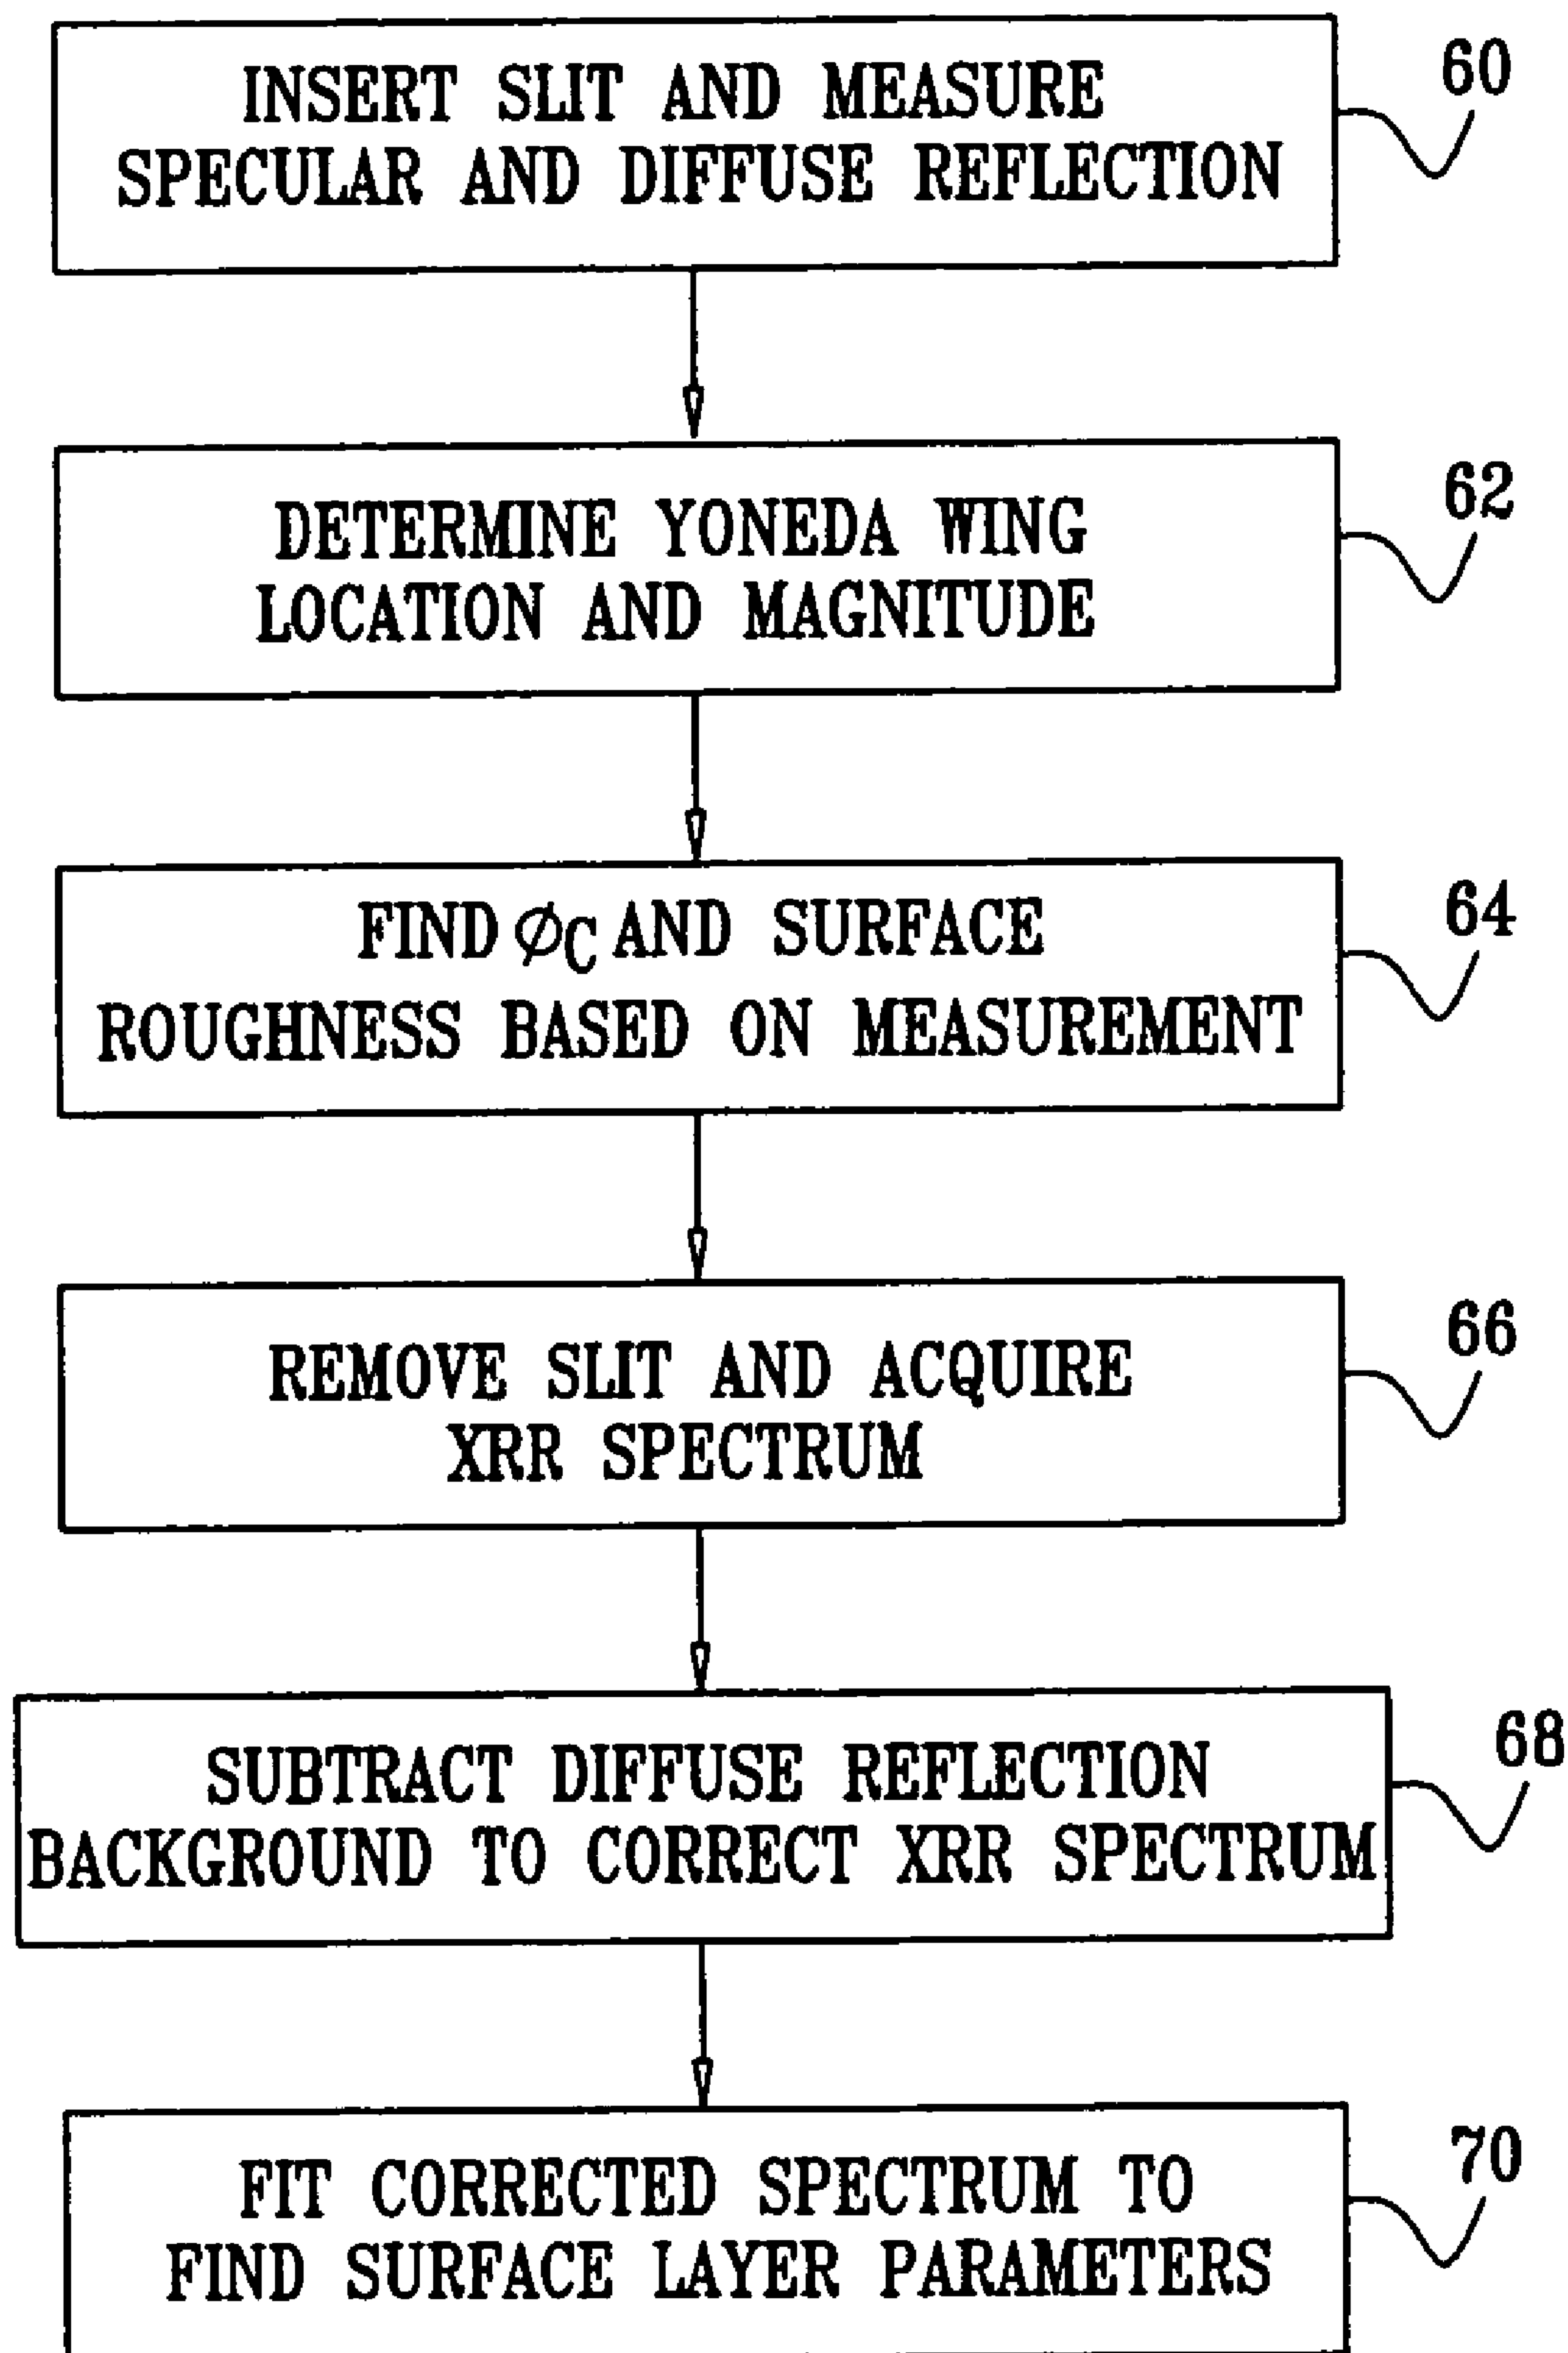 INSERT SLIT AND MEASURE
SPECULAR AND DIFFUSE REFLECTION
60
DETERMINE YONEDA WING
LOCATION AND MAGNITUDE
62
FIND ϕC AND SURFACE
ROUGHNESS BASED ON MEASUREMENT
64
REMOVE SLIT AND ACQUIRE
XRR SPECTRUM
66
SUBTRACT DIFFUSE REFLECTION
BACKGROUND TO CORRECT XRR SPECTRUM
68
FIT CORRECTED SPECTRUM TO
FIND SURFACE LAYER PARAMETERS
70